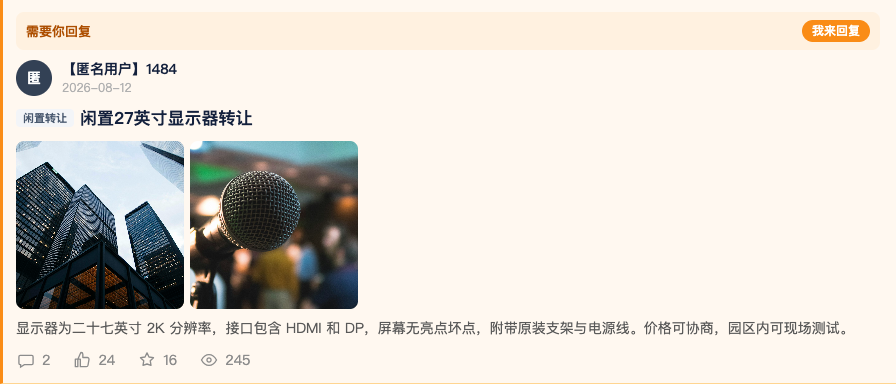 需要你回复
我来回复
匿
【匿名用户】1484
2026-08-12
闲置转让 闲置27英寸显示器转让
显示器为二十七英寸 2K 分辨率，接口包含 HDMI 和 DP，屏幕无亮点坏点，附带原装支架与电源线。价格可协商，园区内可现场测试。
2 24 16 245